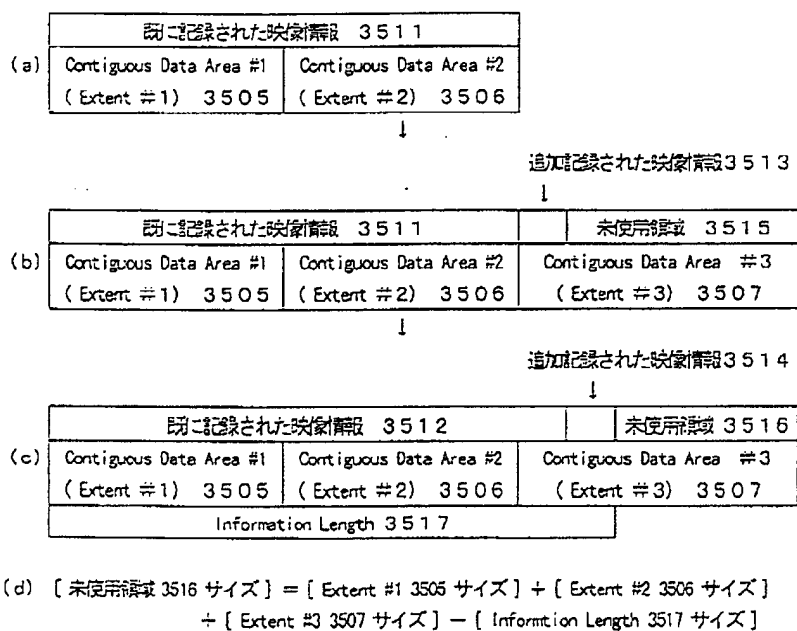 既に記録された映像情報 3511
(a) Contiguous Data Area #1 Contiguous Data Area #2
(Extent #1) 3505 (Extent #2) 3506
↓
追加記録された映像情報3513
↓
既に記録された映像情報 3511 未使用領域 3515
(b) Contiguous Data Area #1 Contiguous Data Area #2 Contiguous Data Area #3
(Extent #1) 3505 (Extent #2) 3506 (Extent #3) 3507
↓
追加記録された映像情報3514
↓
既に記録された映像情報 3512 未使用領域 3516
(c) Contiguous Data Area #1 Contiguous Data Area #2 Contiguous Data Area #3
(Extent #1) 3505 (Extent #2) 3506 (Extent #3) 3507
Information Length 3517
(d) [未使用領域 3516 サイズ] = [Extent #1 3505 サイズ] + [Extent #2 3506 サイズ]
+ [Extent #3 3507 サイズ] − [Informtion Length 3517 サイズ]